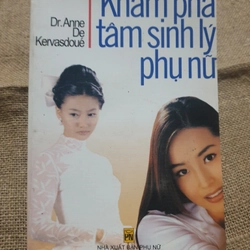 Khám phá
tâm sinh lý
phụ nữ
Dr. Anne
De
Kervasdoué
NHÀ XUẤT BẢN PHỤ NỮ